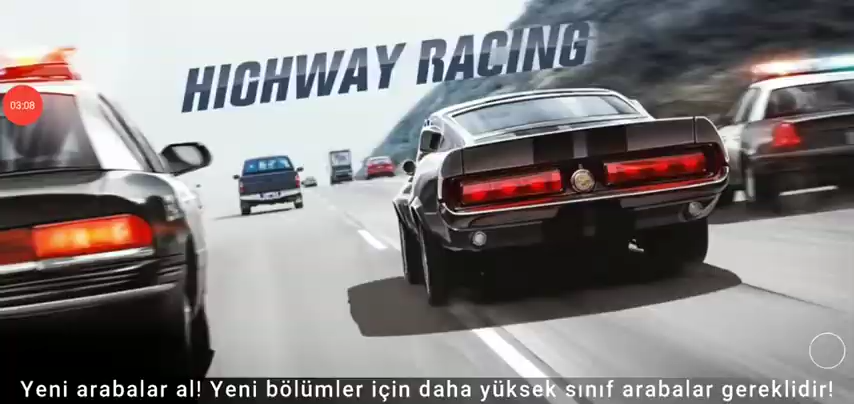 HIGHWAY RACING
03:08
Yeni arabalar al! Yeni bölümler için daha yüksek sınıf arabalar gereklidir!